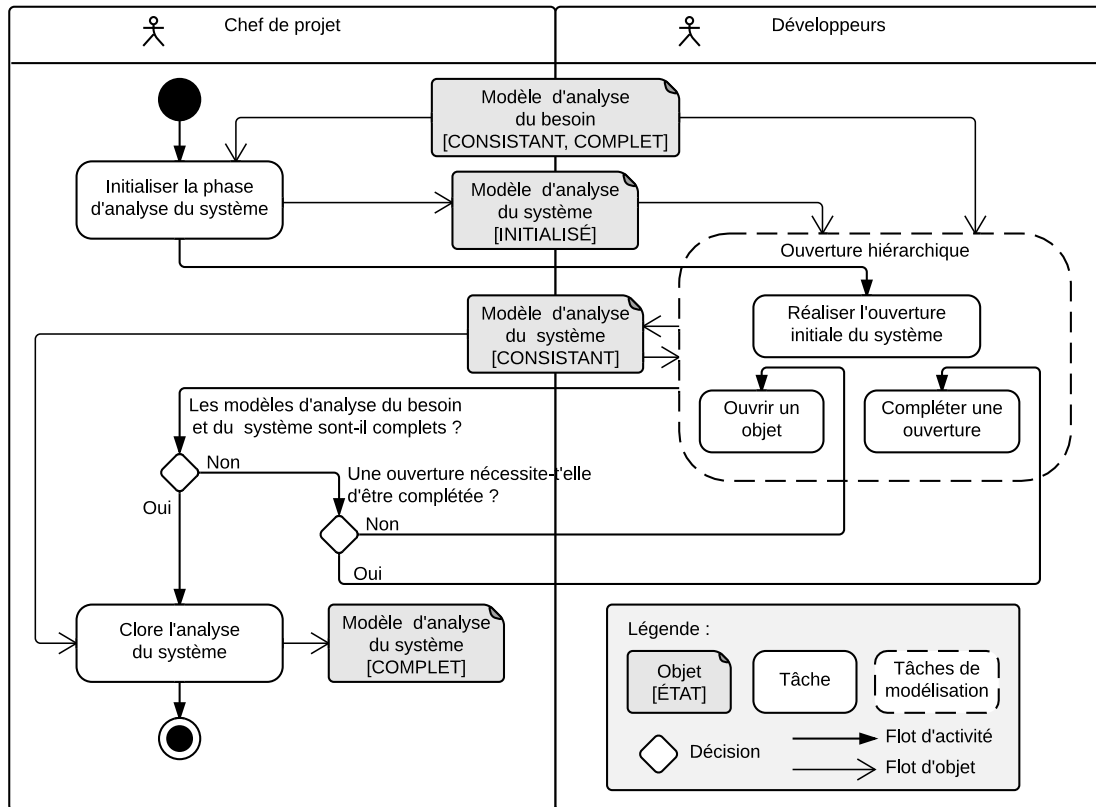 Chef de projet
Développeurs
Modèle d'analyse
du besoin
[CONSISTANT, COMPLET]
Initialiser la phase
d'analyse du système
Modèle d'analyse
du système
[INITIALISÉ]
Ouverture hiérarchique
Réaliser l'ouverture
initiale du système
Modèle d'analyse
du système
[CONSISTANT]
Ouvrir un
objet
Compléter une
ouverture
Les modèles d'analyse du besoin
et du système sont-il complets ?
Non
Oui
Une ouverture nécessite-t'elle
d'être complétée ?
Non
Oui
Clore l'analyse
du système
Modèle d'analyse
du système
[COMPLET]
Légende :
Objet
[ÉTAT]
Tâche
Tâches de
modélisation
Décision
Flot d'activité
Flot d'objet